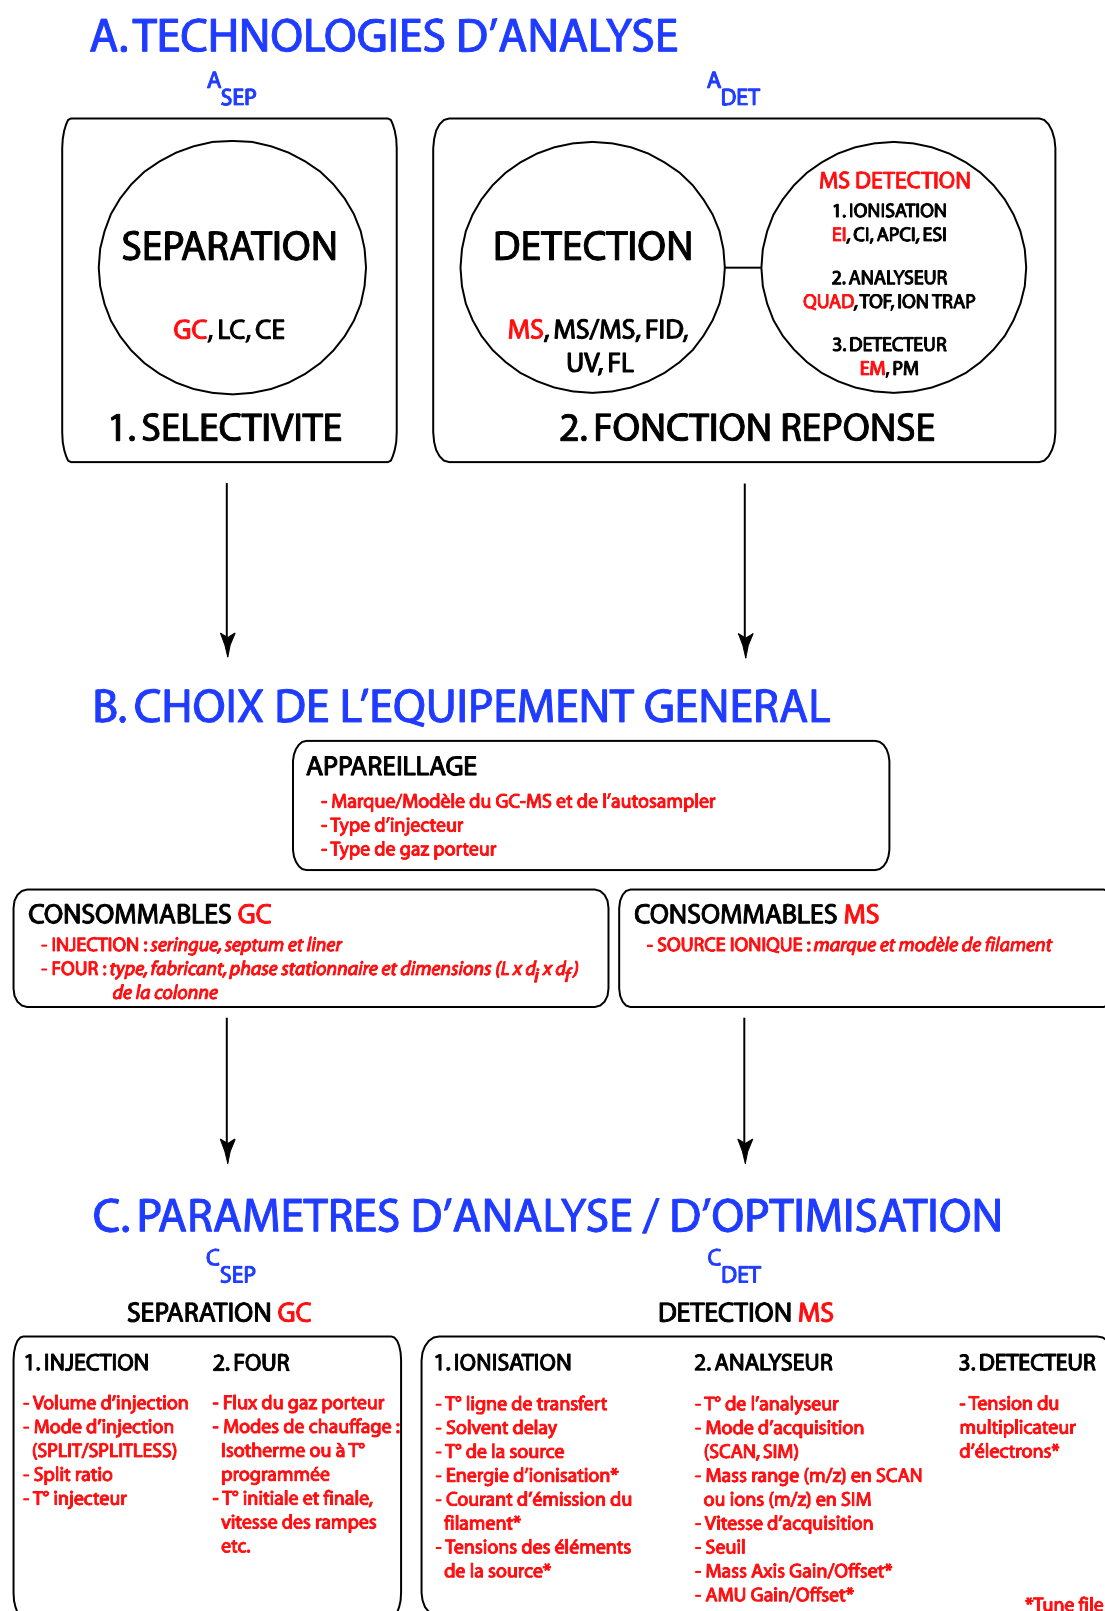 A. TECHNOLOGIES D'ANALYSE
A SEP
A DET
SEPARATION
GC, LC, CE
1. SELECTIVITE
DETECTION
MS, MS/MS, FID,
UV, FL
MS DETECTION
1. IONISATION
EI, CI, APCI, ESI
2. ANALYSEUR
QUAD, TOF, ION TRAP
3. DETECTEUR
EM, PM
2. FONCTION REPONSE
B. CHOIX DE L'EQUIPEMENT GENERAL
APPAREILLAGE
- Marque/Modèle du GC-MS et de l'autosampler
- Type d'injecteur
- Type de gaz porteur
CONSOMMABLES GC
- INJECTION : seringue, septum et liner
- FOUR : type, fabricant, phase stationnaire et dimensions (L x di x df)
de la colonne
CONSOMMABLES MS
- SOURCE IONIQUE : marque et modèle de filament
C. PARAMETRES D'ANALYSE / D'OPTIMISATION
C SEP
C DET
SEPARATION GC
DETECTION MS
1. INJECTION
- Volume d'injection
- Mode d'injection
(SPLIT/SPLITLESS)
- Split ratio
- T° injecteur
2. FOUR
- Flux du gaz porteur
- Modes de chauffage :
Isotherme ou à T°
programmée
- T° initiale et finale,
vitesse des rampes
etc.
1. IONISATION
- T° ligne de transfert
- Solvent delay
- T° de la source
- Energie d'ionisation*
- Courant d'émission du
filament*
- Tensions des éléments
de la source*
2. ANALYSEUR
- T° de l'analyseur
- Mode d'acquisition
(SCAN, SIM)
- Mass range (m/z) en SCAN
ou ions (m/z) en SIM
- Vitesse d'acquisition
- Seuil
- Mass Axis Gain/Offset*
- AMU Gain/Offset*
3. DETECTEUR
- Tension du
multiplicateur
d'électrons*
*Tune file